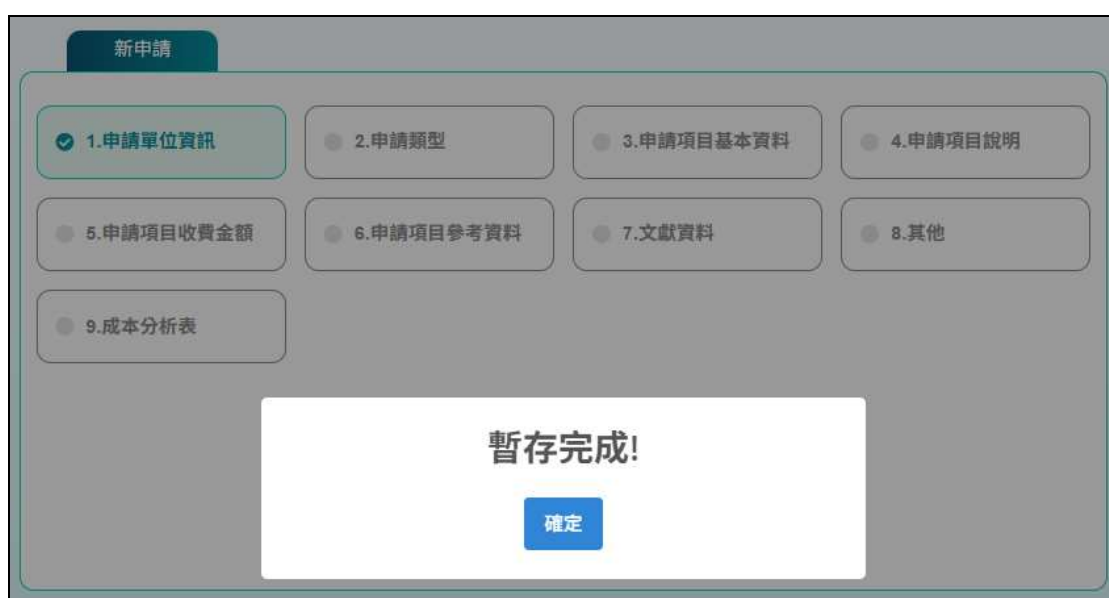 新申請
1.申請單位資訊
2.申請類型
3.申請項目基本資料
4.申請項目說明
5.申請項目收費金額
6.申請項目參考資料
7.文獻資料
8.其他
9.成本分析表
暫存完成!
確定